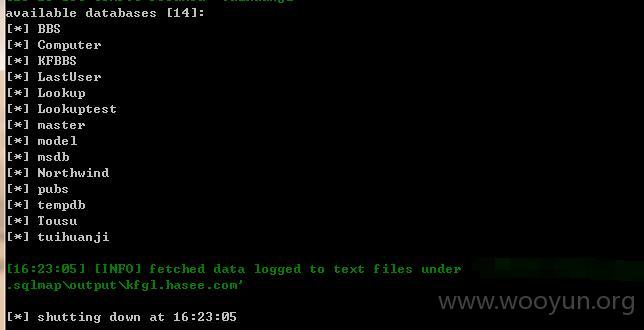 available databases [14]:
[*] BBS
[*] Computer
[*] KFBBS
[*] LastUser
[*] Lookup
[*] Lookuptest
[*] master
[*] model
[*] msdb
[*] Northwind
[*] pubs
[*] tempdb
[*] Tousu
[*] tuihuanji
[16:23:05] [INFO] fetched data logged to text files under
.sqlmap\output\kfgl.hasee.com'
www.wooyun.org
[*] shutting down at 16:23:05